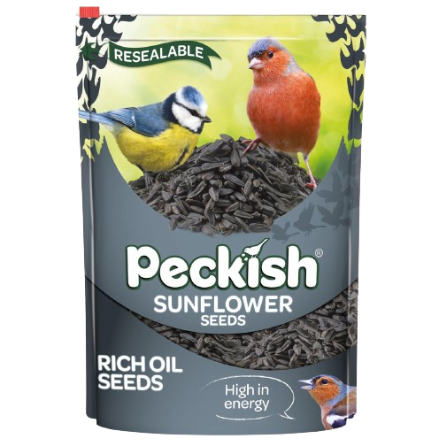 RESEALABLE
Peckish®
SUNFLOWER
SEEDS
RICH OIL
SEEDS
High in
energy